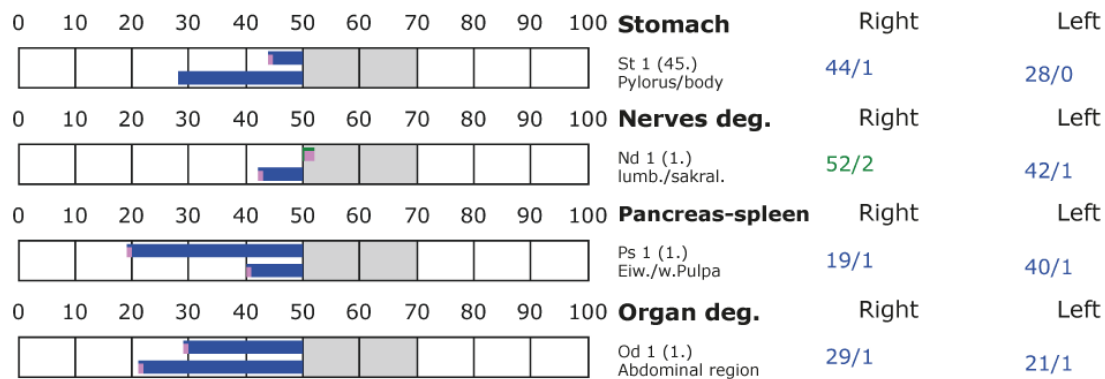 0 10 20 30 40 50 60 70 80 90 100 Stomach Right Left
St 1 (45.) 44/1 28/0
Pylorus/body
0 10 20 30 40 50 60 70 80 90 100 Nerves deg. Right Left
Nd 1 (1.) 52/2 42/1
lumb./sakral.
0 10 20 30 40 50 60 70 80 90 100 Pancreas-spleen Right Left
Ps 1 (1.) 19/1 40/1
Eiw./w.Pulpa
0 10 20 30 40 50 60 70 80 90 100 Organ deg. Right Left
Od 1 (1.) 29/1 21/1
Abdominal region